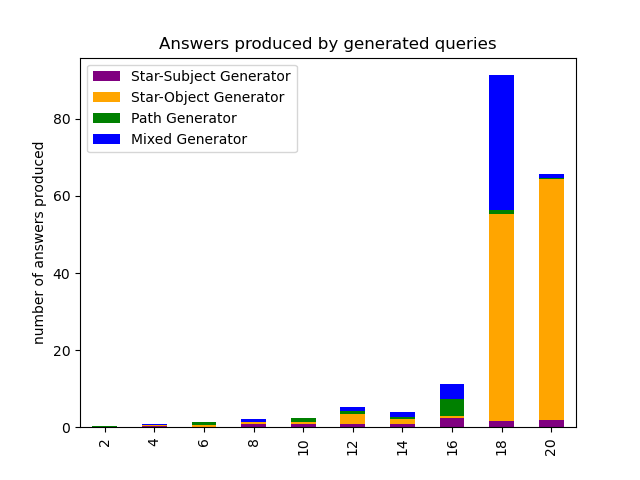 Answers produced by generated queries
Star-Subject Generator
Star-Object Generator
Path Generator
Mixed Generator
number of answers produced
80
60
40
20
0
2
4
6
8
10
12
14
16
18
20